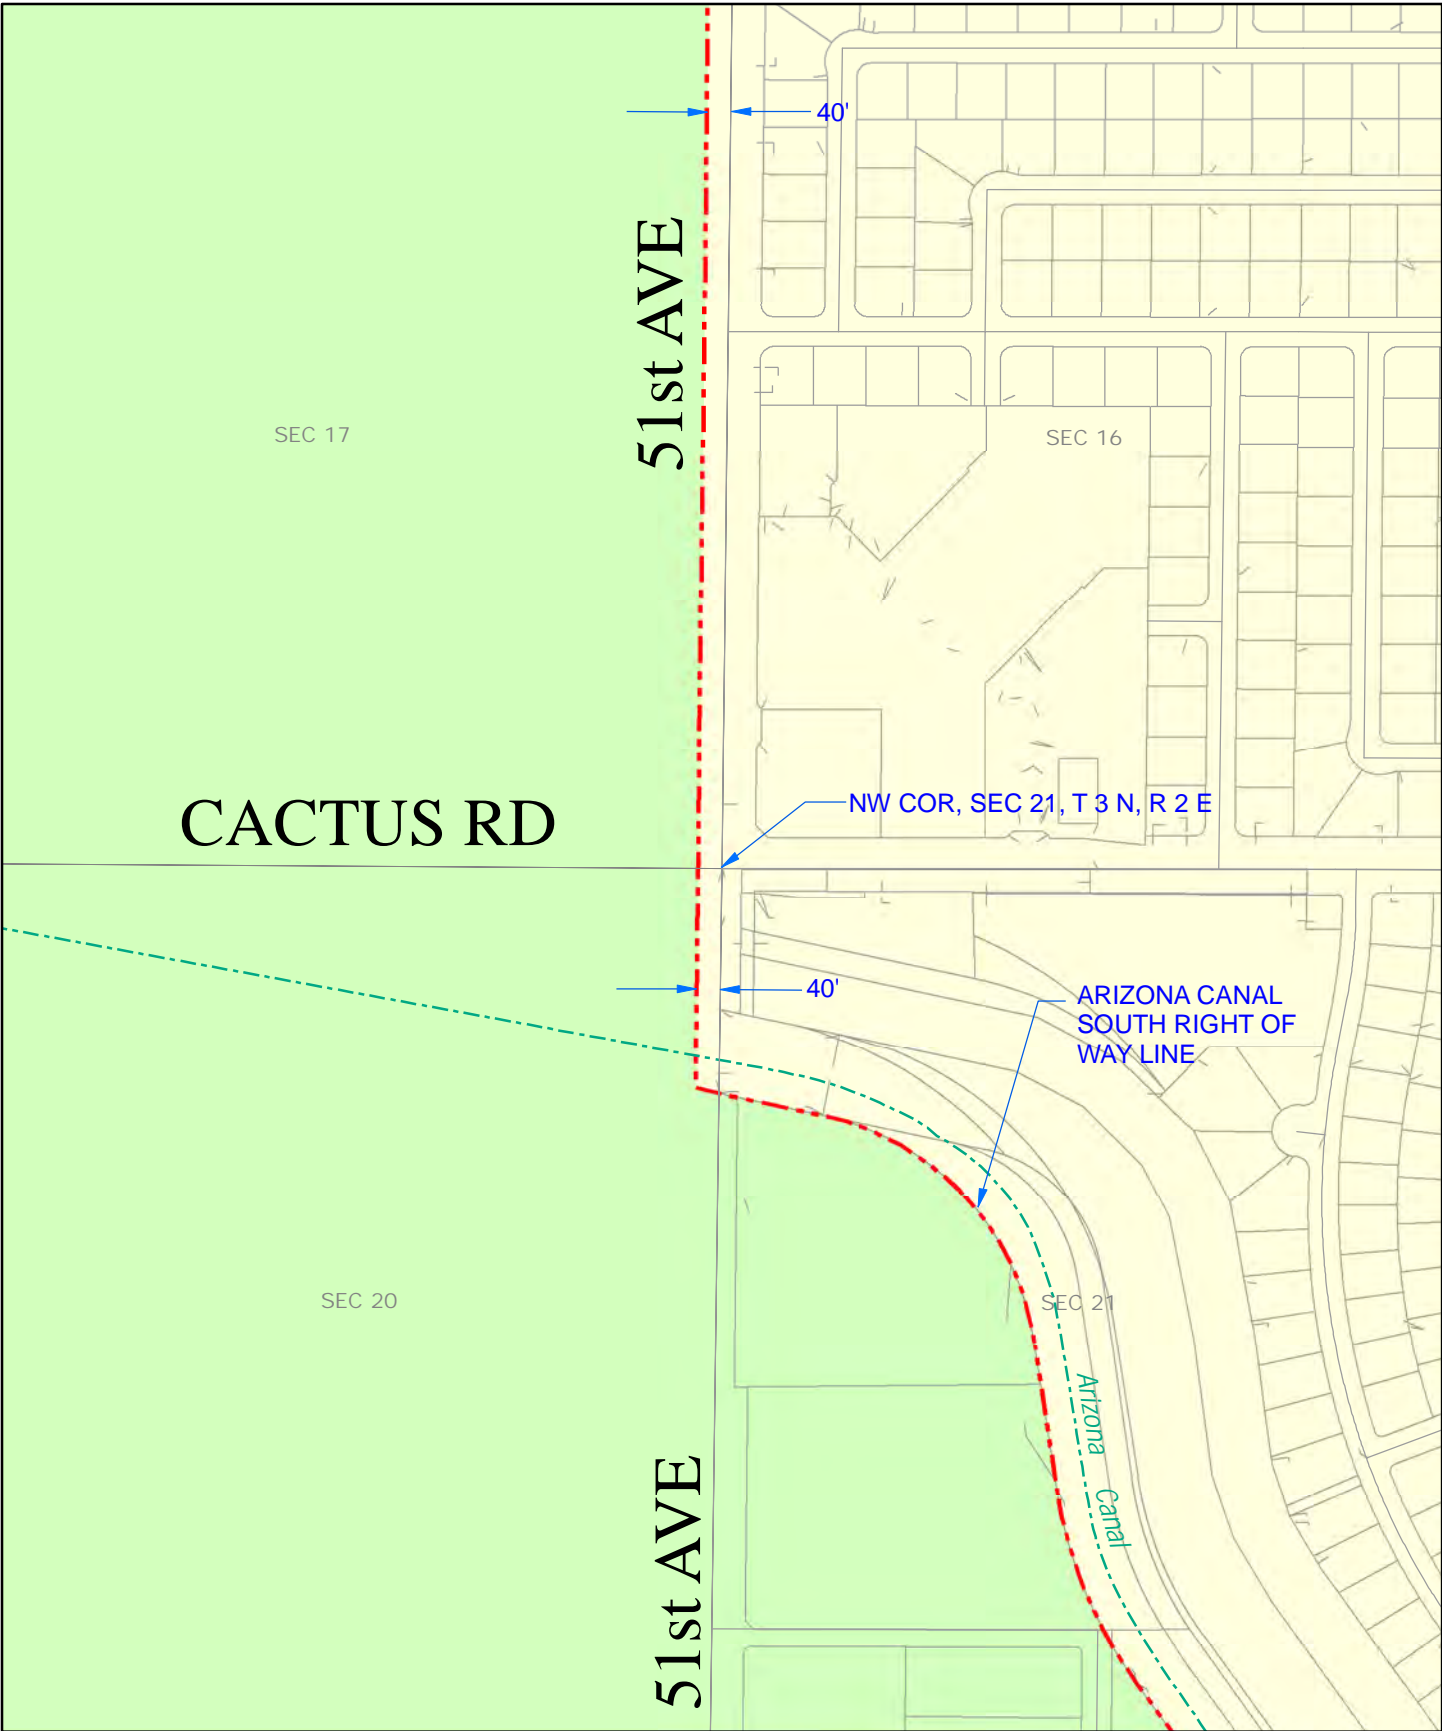 40'
51st AVE
SEC 17
SEC 16
CACTUS RD
NW COR, SEC 21, T 3 N, R 2 E
40'
ARIZONA CANAL
SOUTH RIGHT OF
WAY LINE
SEC 20
SEC 21
Arizona Canal
51st AVE